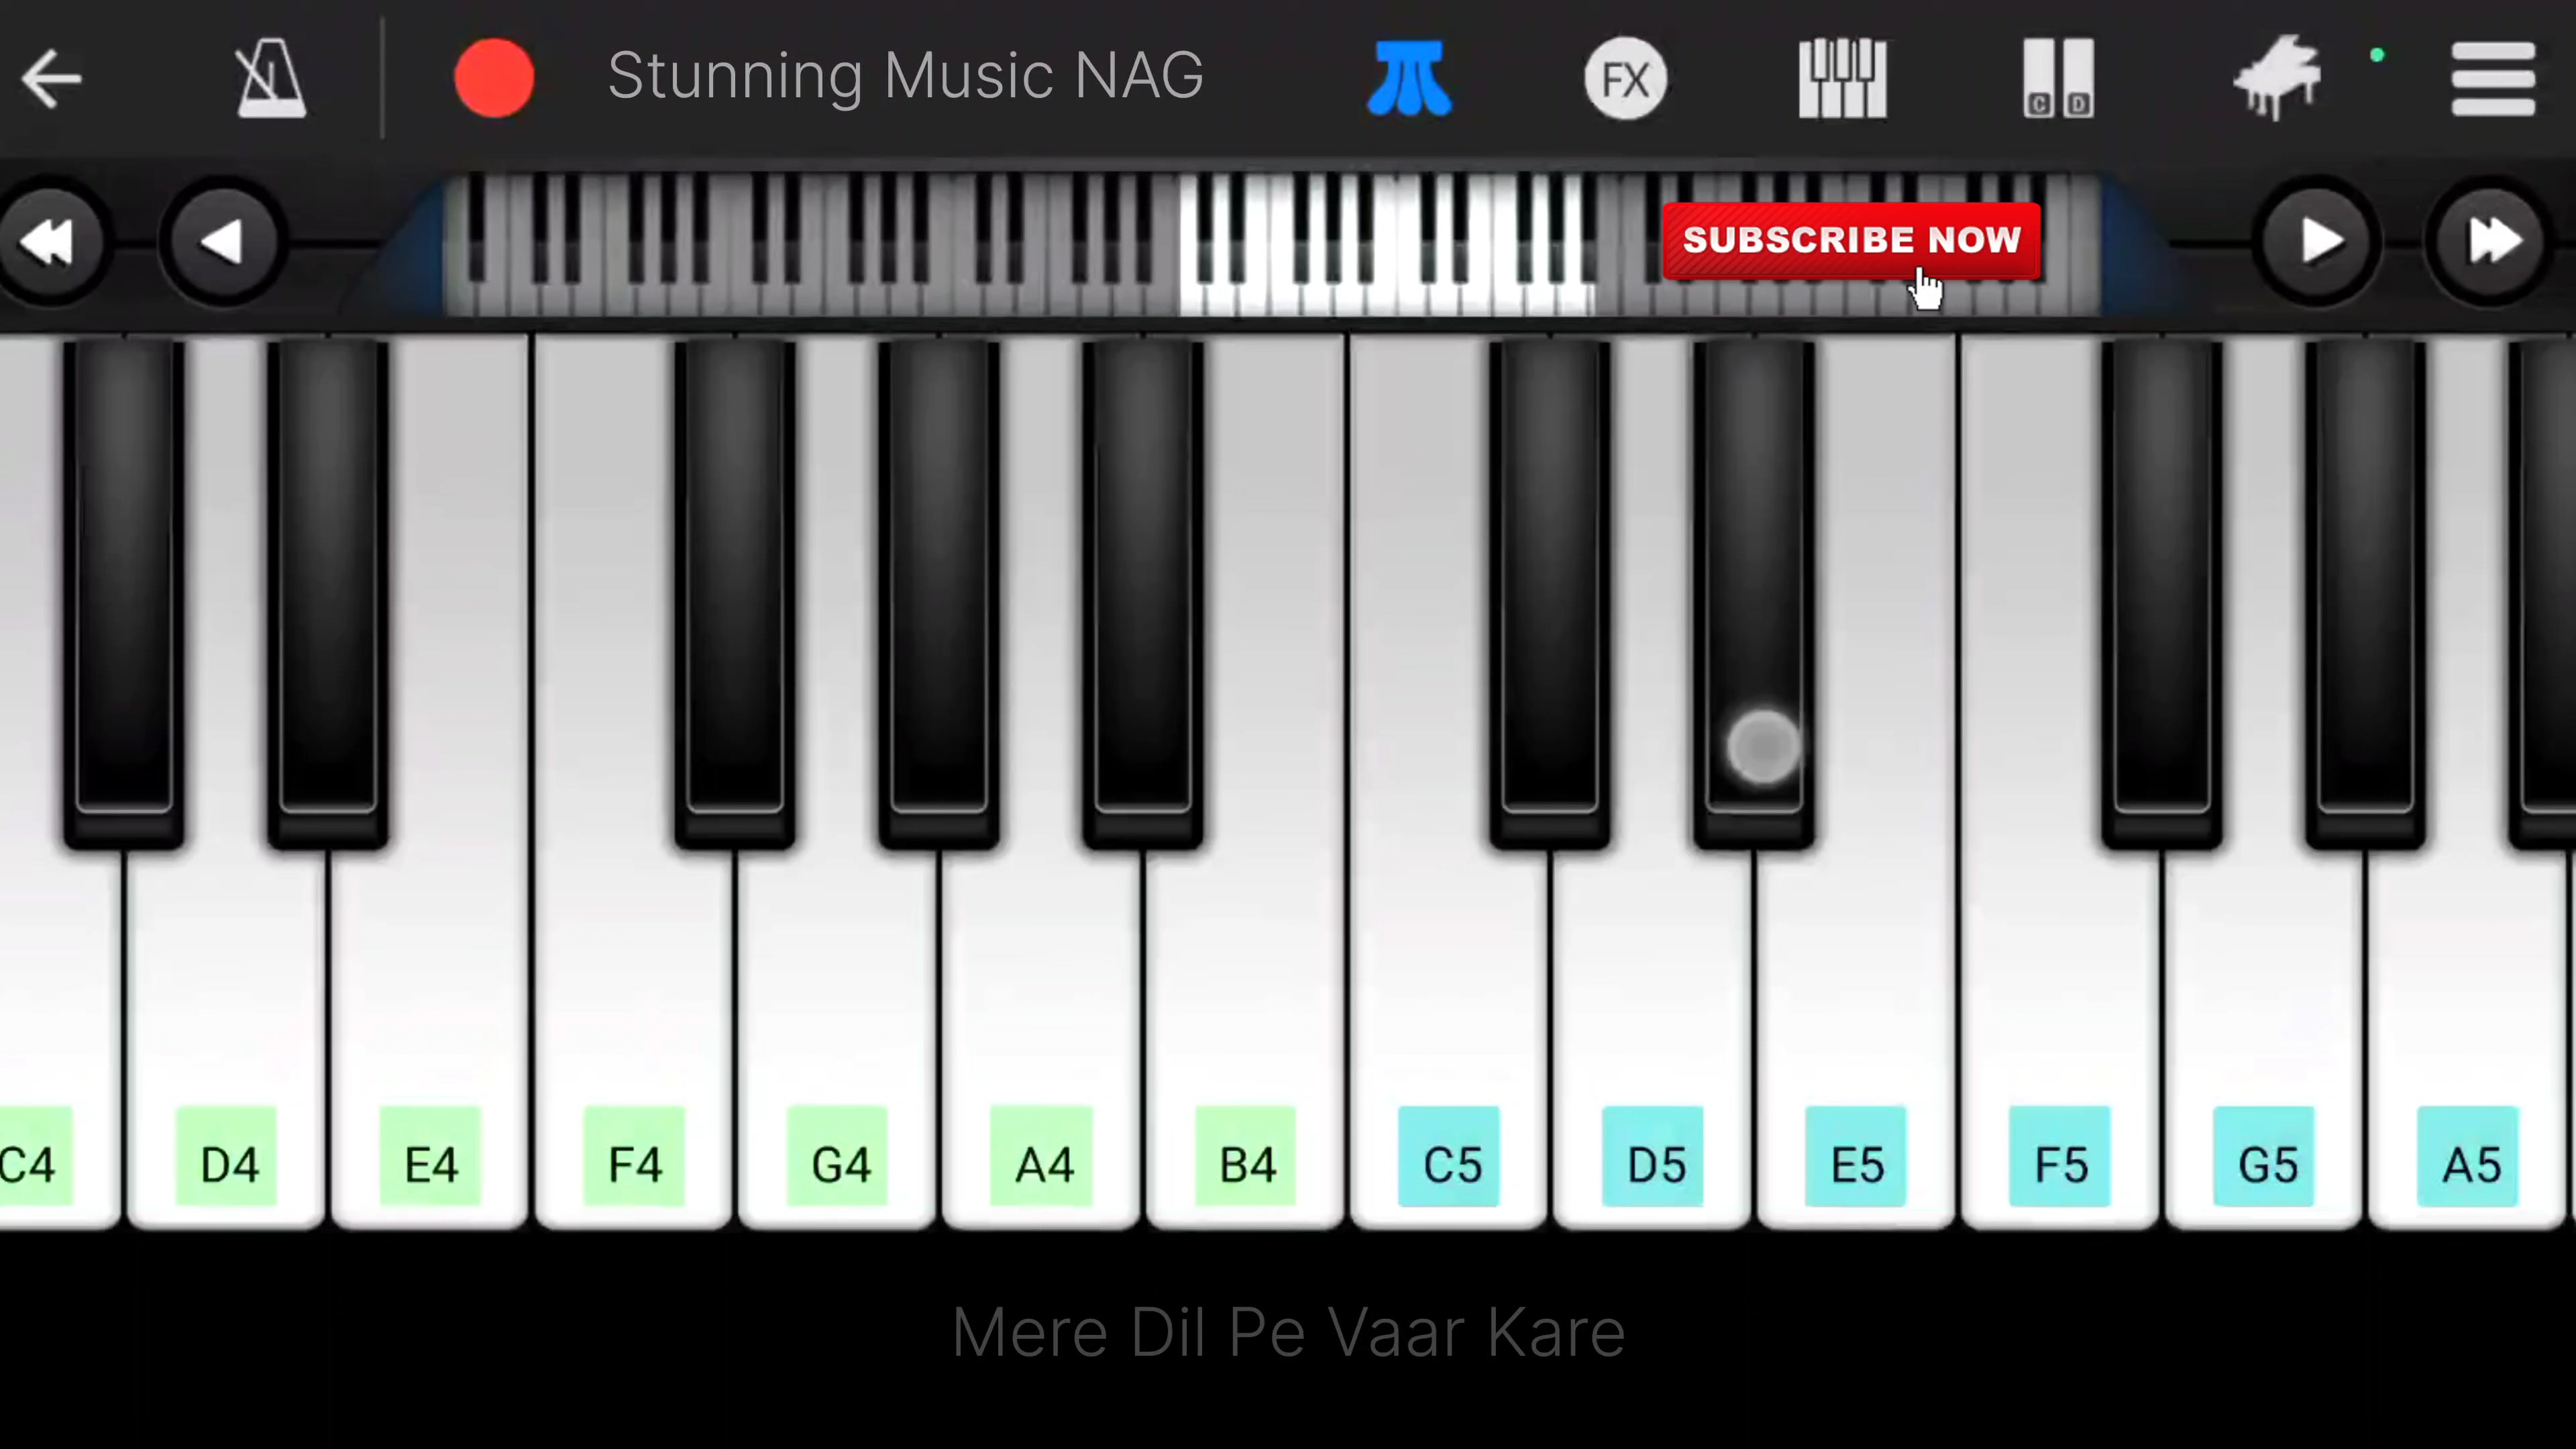 Stunning Music NAG
FX
C D
SUBSCRIBE NOW
C4 D4 E4 F4 G4 A4 B4 C5 D5 E5 F5 G5 A5
Mere Dil Pe Vaar Kare